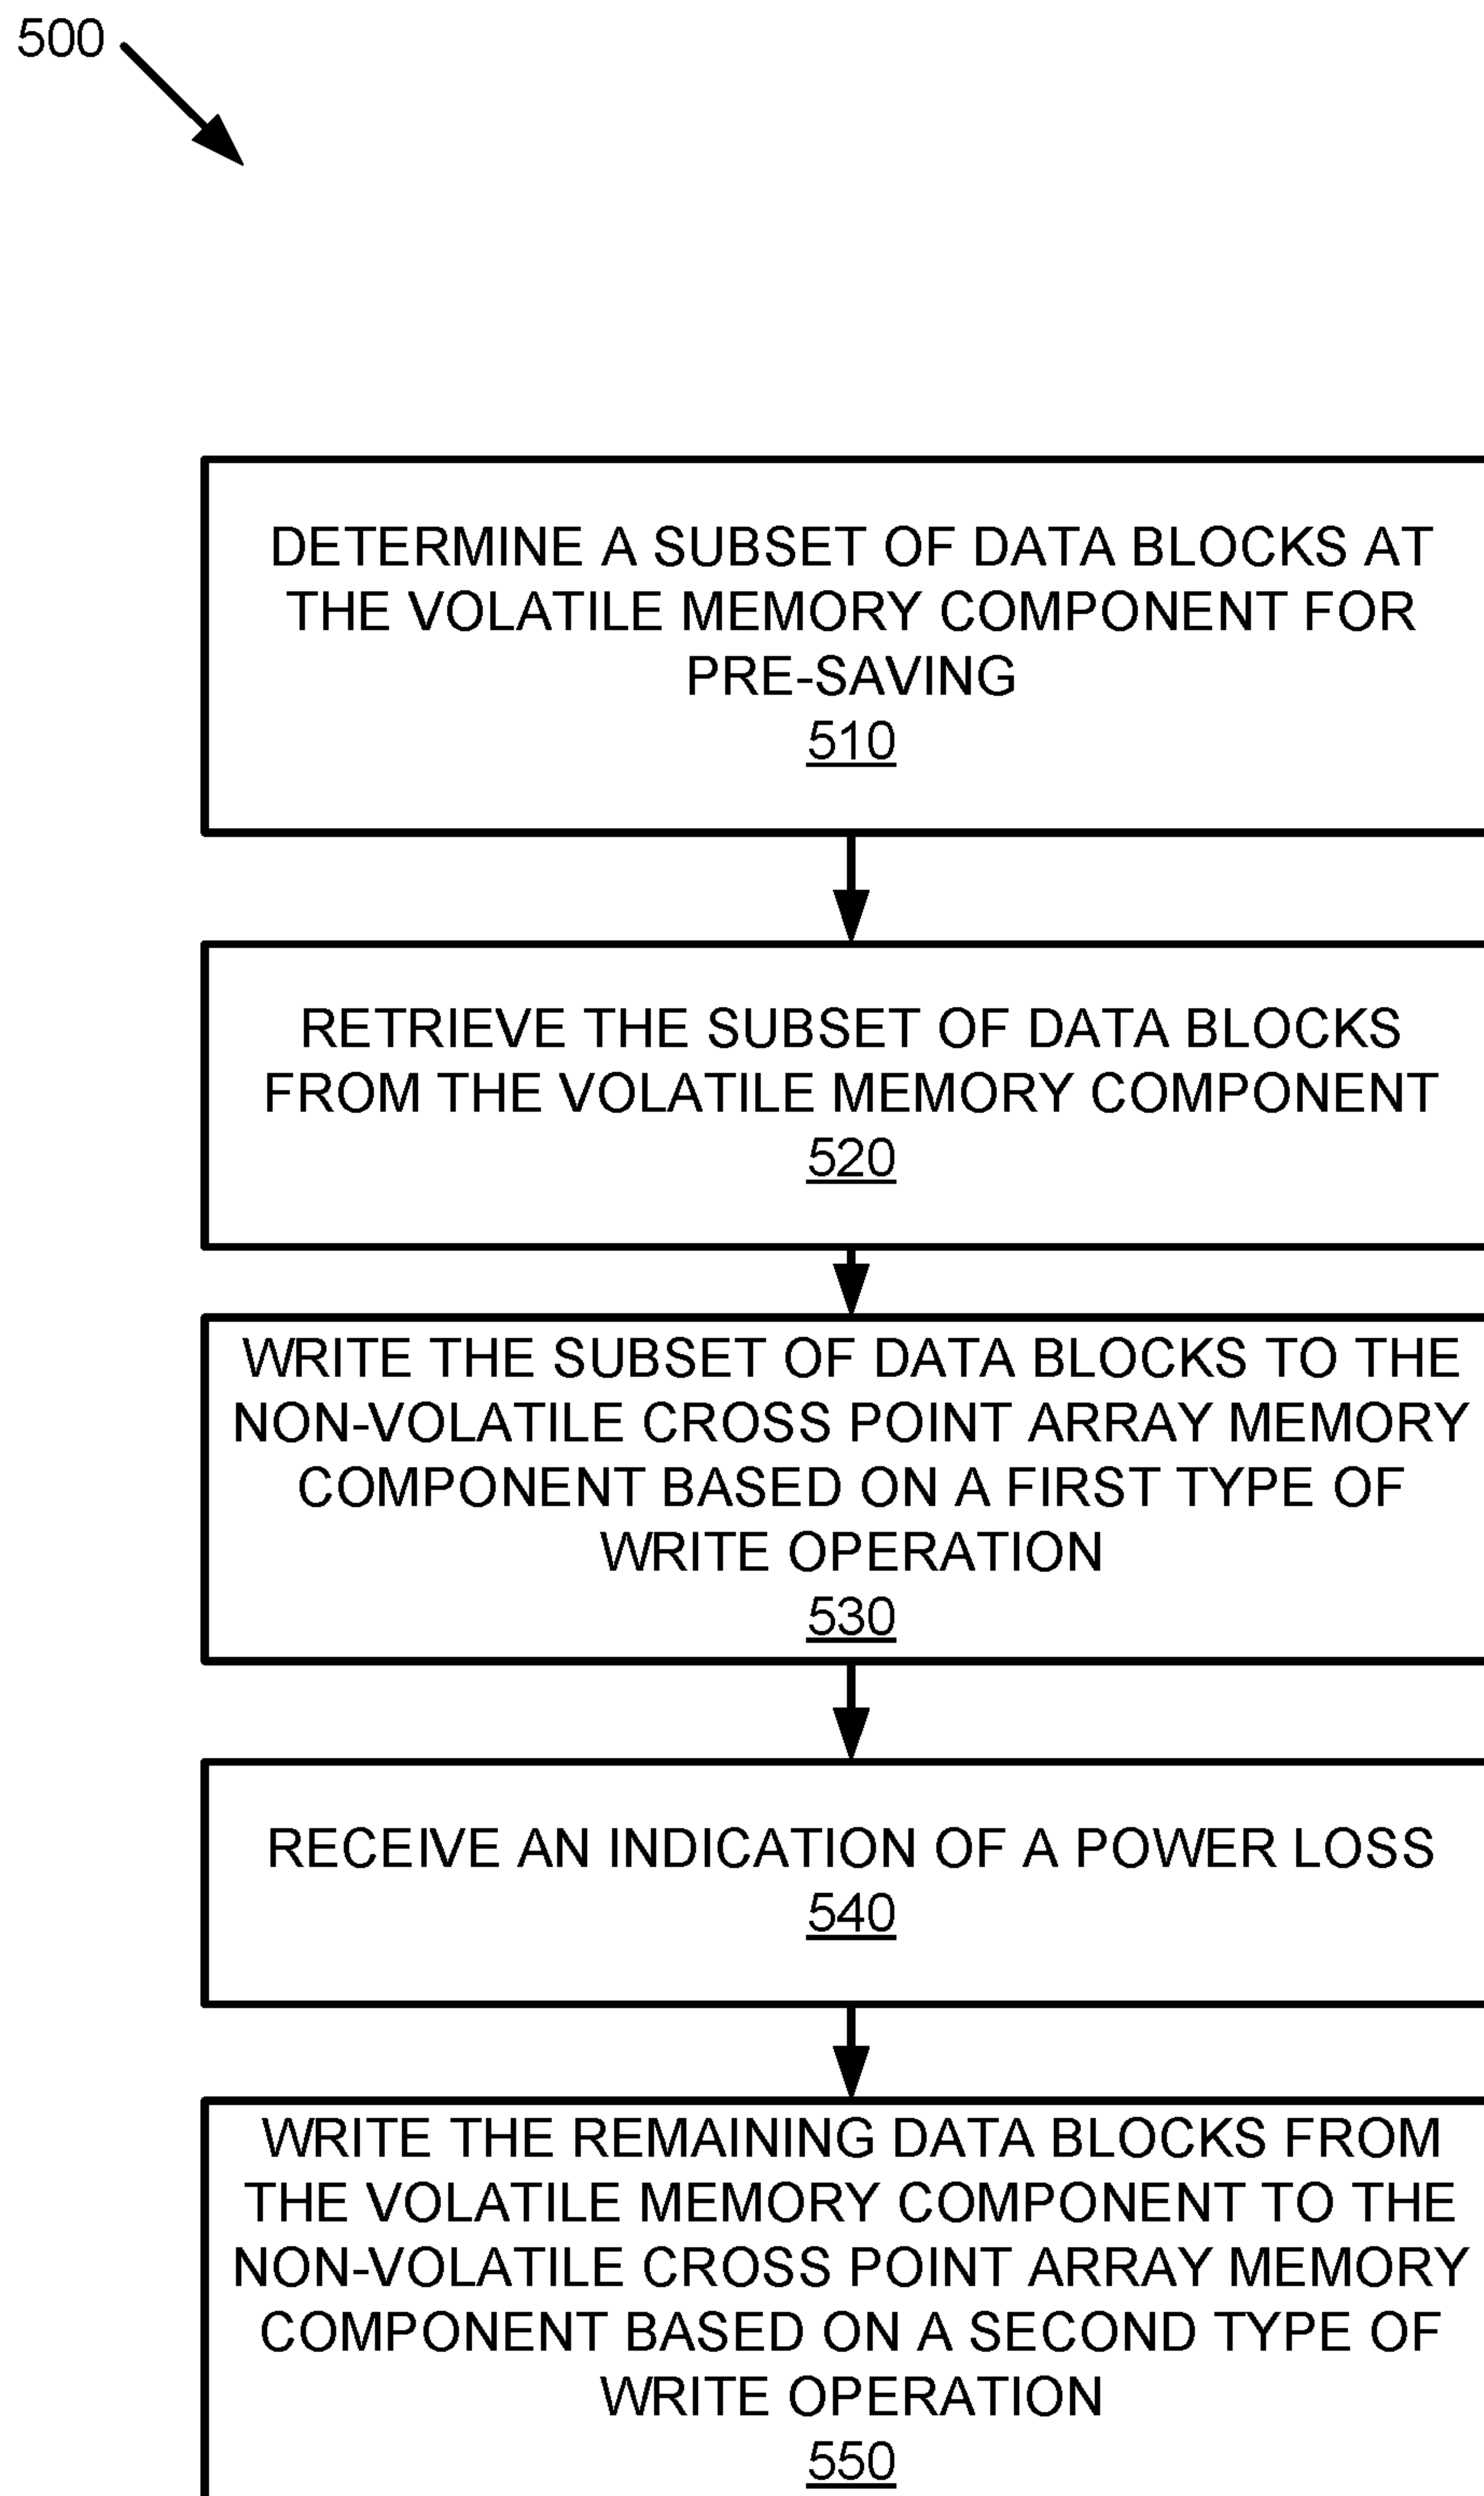 500
DETERMINE A SUBSET OF DATA BLOCKS AT
THE VOLATILE MEMORY COMPONENT FOR
PRE-SAVING
510
RETRIEVE THE SUBSET OF DATA BLOCKS
FROM THE VOLATILE MEMORY COMPONENT
520
WRITE THE SUBSET OF DATA BLOCKS TO THE
NON-VOLATILE CROSS POINT ARRAY MEMORY
COMPONENT BASED ON A FIRST TYPE OF
WRITE OPERATION
530
RECEIVE AN INDICATION OF A POWER LOSS
540
WRITE THE REMAINING DATA BLOCKS FROM
THE VOLATILE MEMORY COMPONENT TO THE
NON-VOLATILE CROSS POINT ARRAY MEMORY
COMPONENT BASED ON A SECOND TYPE OF
WRITE OPERATION
550